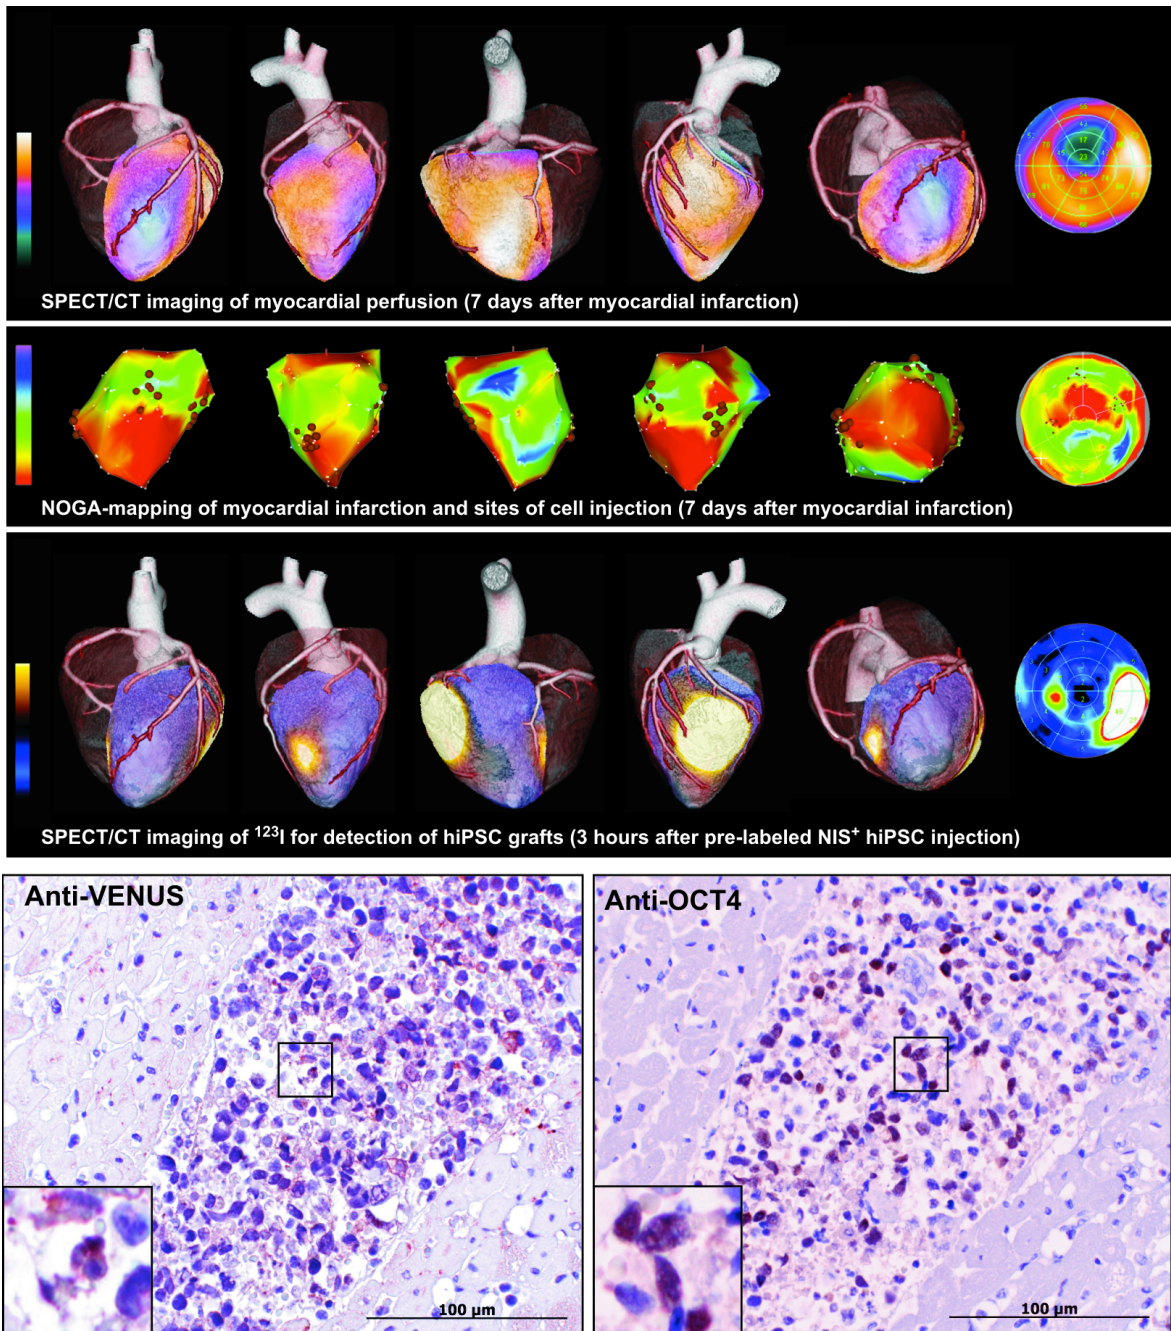 SPECT/CT imaging of myocardial perfusion (7 days after myocardial infarction)
NOGA-mapping of myocardial infarction and sites of cell injection (7 days after myocardial infarction)
SPECT/CT imaging of ¹²³I for detection of hiPSC grafts (3 hours after pre-labeled NIS⁺ hiPSC injection)
Anti-VENUS
Anti-OCT4
100 µm
100 µm